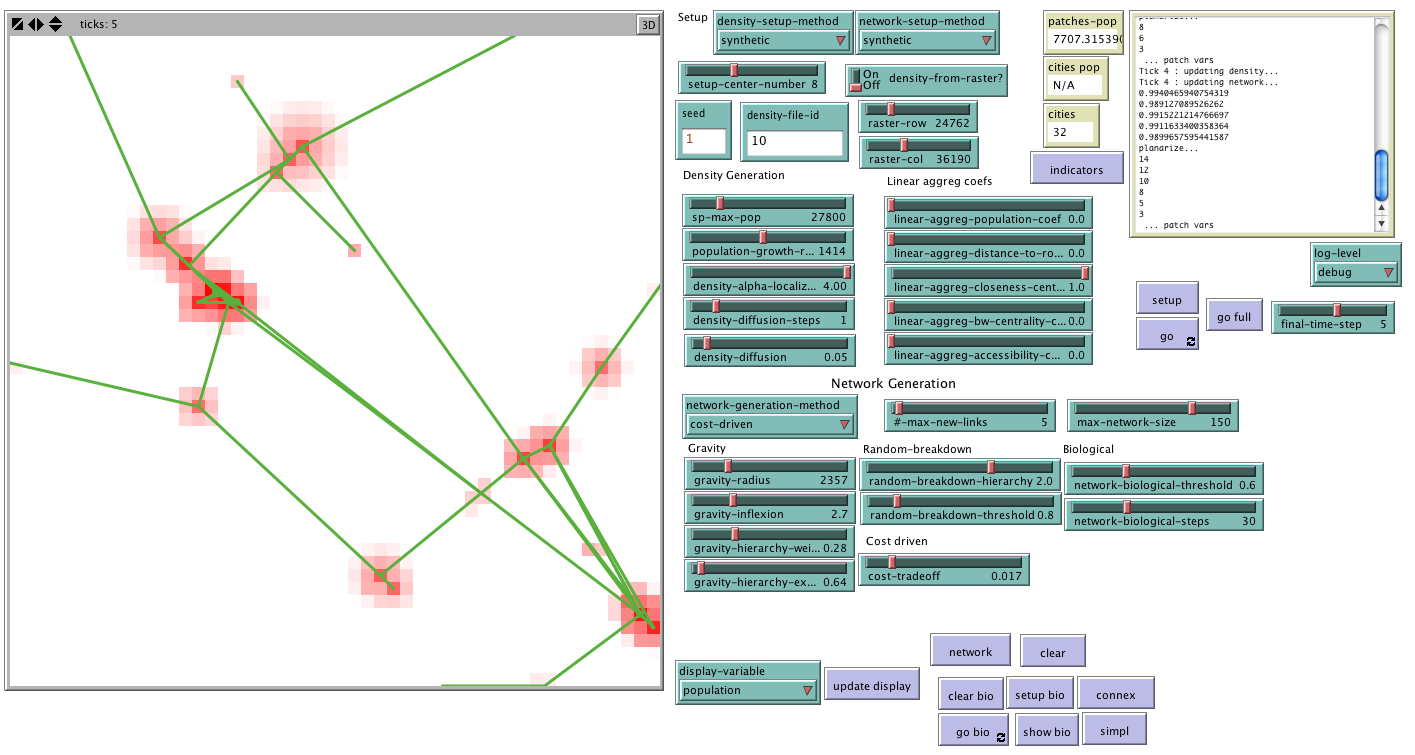 ticks: 5
3D
Setup
density-setup-method
synthetic
network-setup-method
synthetic
setup-center-number 8
On
Off
density-from-raster?
seed
1
density-file-id
10
raster-row 24762
raster-col 36190
patches-pop
7707.315390
cities pop
N/A
cities
32
indicators
planarize...
8
6
3
... patch vars
Tick 4 : updating density...
Tick 4 : updating network...
0.9940465940754319
0.989127089526262
0.9915221214766697
0.9911633400358364
0.9899657595441587
planarize...
14
12
10
8
5
3
... patch vars
Density Generation
sp-max-pop 27800
population-growth-r... 1414
density-alpha-localiz... 4.00
density-diffusion-steps 1
density-diffusion 0.05
Linear aggreg coefs
linear-aggreg-population-coef 0.0
linear-aggreg-distance-to-ro... 0.0
linear-aggreg-closeness-cent... 1.0
linear-aggreg-bw-centrality-c... 0.0
linear-aggreg-accessibility-c... 0.0
log-level
debug
setup
go
go full
final-time-step 5
Network Generation
network-generation-method
cost-driven
#-max-new-links 5
max-network-size 150
Gravity
gravity-radius 2357
gravity-inflexion 2.7
gravity-hierarchy-wei... 0.28
gravity-hierarchy-ex... 0.64
Random-breakdown
random-breakdown-hierarchy 2.0
random-breakdown-threshold 0.8
Biological
network-biological-threshold 0.6
network-biological-steps 30
Cost driven
cost-tradeoff 0.017
display-variable
population
update display
network
clear
clear bio
setup bio
connex
go bio
show bio
simpl